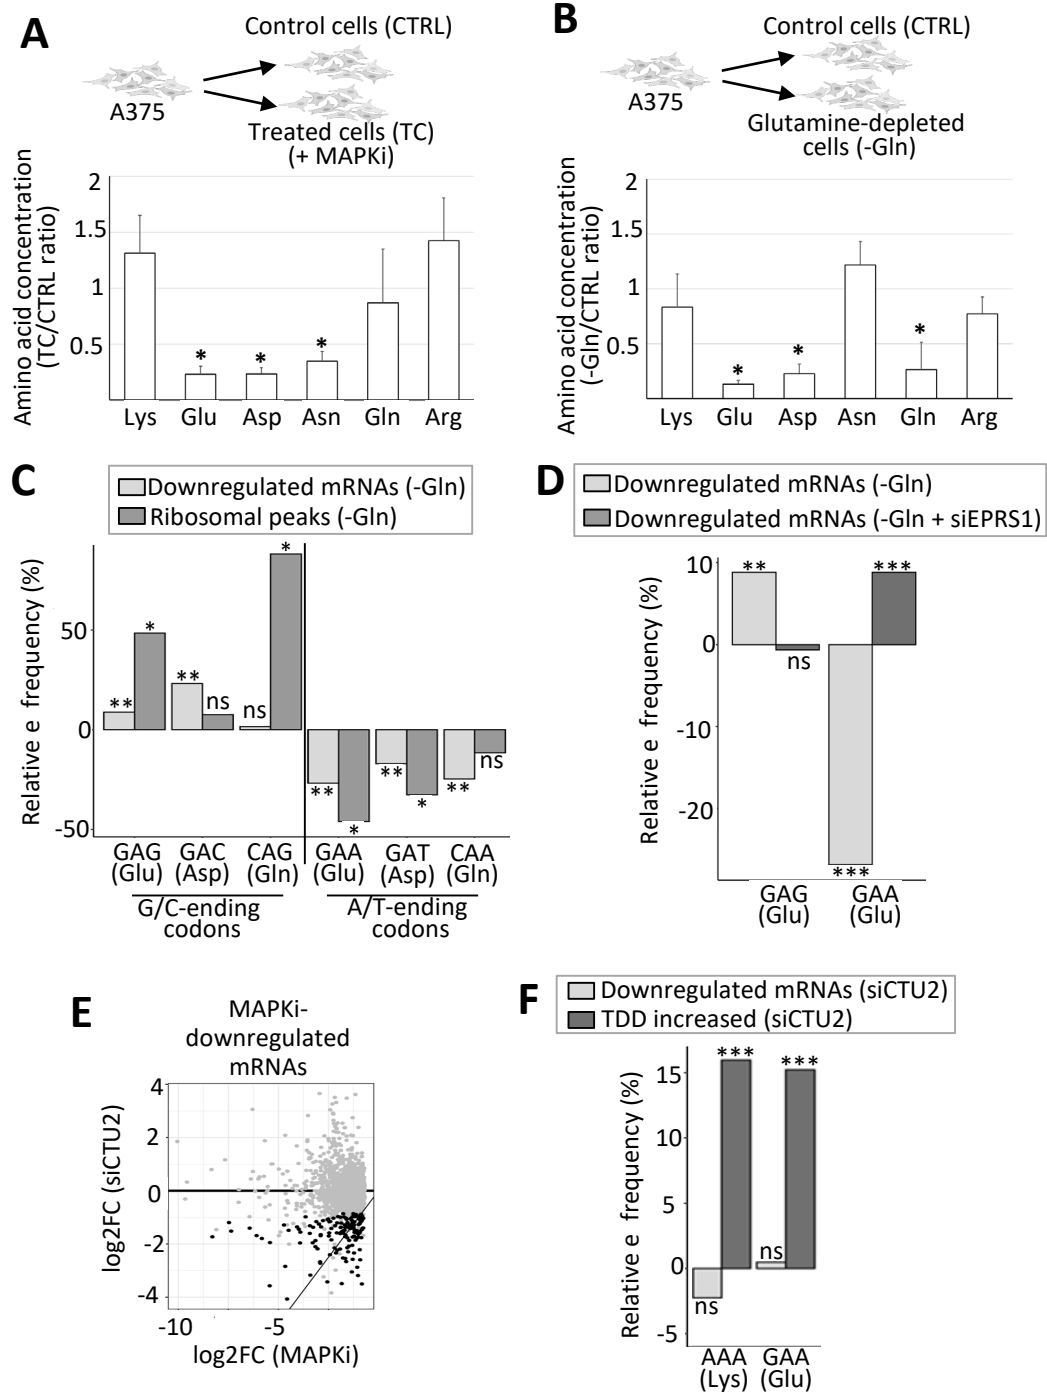 A
Control cells (CTRL)
A375
Treated cells (TC)
(+ MAPKi)
Amino acid concentration
(TC/CTRL ratio)
2
1.5
1
0.5
*
*
*
Lys Glu Asp Asn Gln Arg
B
Control cells (CTRL)
A375
Glutamine-depleted
cells (-Gln)
Amino acid concentration
(-Gln/CTRL ratio)
2
1.5
1
0.5
*
*
*
Lys Glu Asp Asn Gln Arg
C
Downregulated mRNAs (-Gln)
Ribosomal peaks (-Gln)
Relative e frequency (%)
50
0
-50
**
*
**
ns
ns
*
**
*
**
*
**
ns
GAG GAC CAG GAA GAT CAA
(Glu) (Asp) (Gln) (Glu) (Asp) (Gln)
G/C-ending
codons
A/T-ending
codons
D
Downregulated mRNAs (-Gln)
Downregulated mRNAs (-Gln + siEPRS1)
Relative e frequency (%)
10
0
-10
-20
**
ns
***
***
GAG GAA
(Glu) (Glu)
E
MAPKi-
downregulated
mRNAs
log2FC (siCTU2)
4
2
0
-2
-4
-10 -5
log2FC (MAPKi)
F
Downregulated mRNAs (siCTU2)
TDD increased (siCTU2)
Relative e frequency (%)
15
10
5
0
-5
ns
***
ns
***
AAA GAA
(Lys) (Glu)